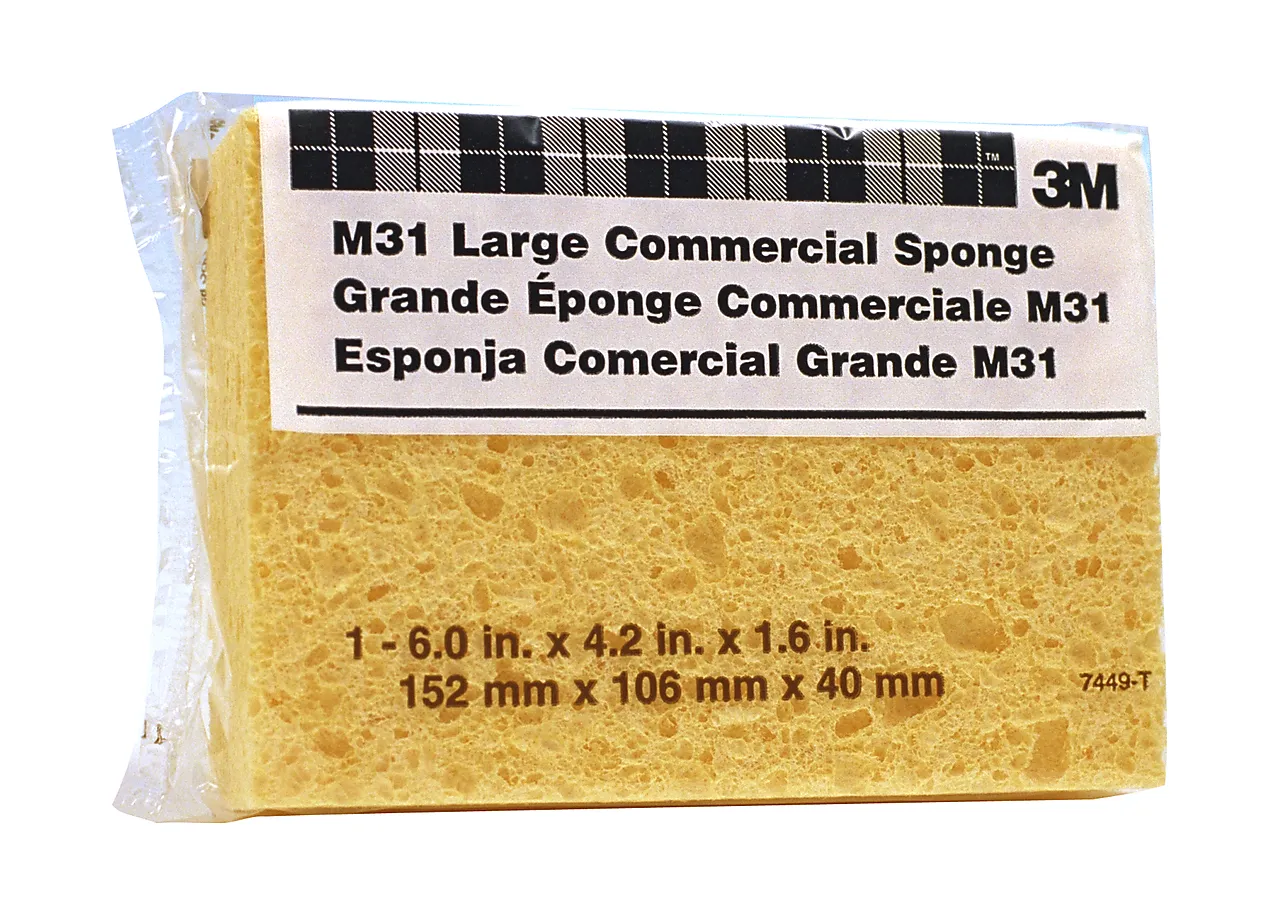 ™
3M
M31 Large Commercial Sponge
Grande Éponge Commerciale M31
Esponja Comercial Grande M31
1 - 6.0 in. x 4.2 in. x 1.6 in.
152 mm x 106 mm x 40 mm
7449-T